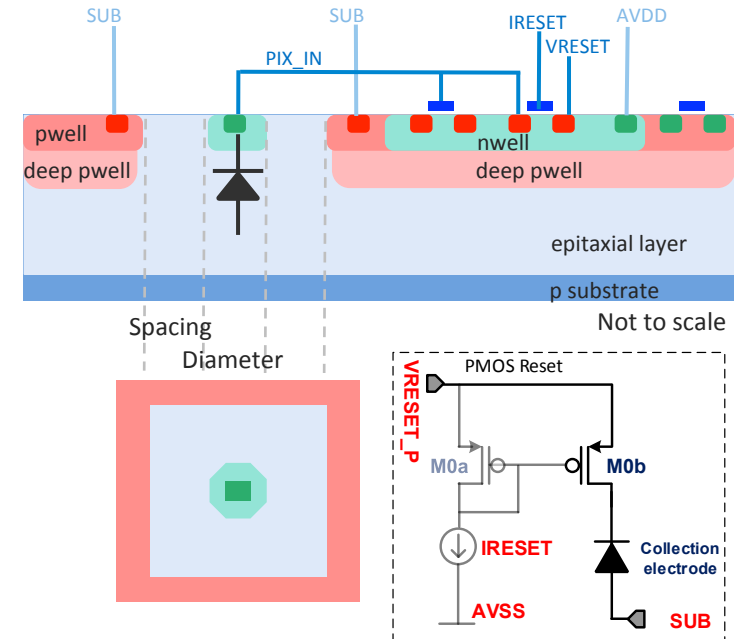 SUB
SUB
IRESET
AVDD
VRESET
PIX_IN
pwell
nwell
deep pwell
deep pwell
epitaxial layer
p substrate
Spacing
Not to scale
Diameter
PMOS Reset
VRESET_P
M0a
M0b
IRESET
Collection
electrode
AVSS
SUB